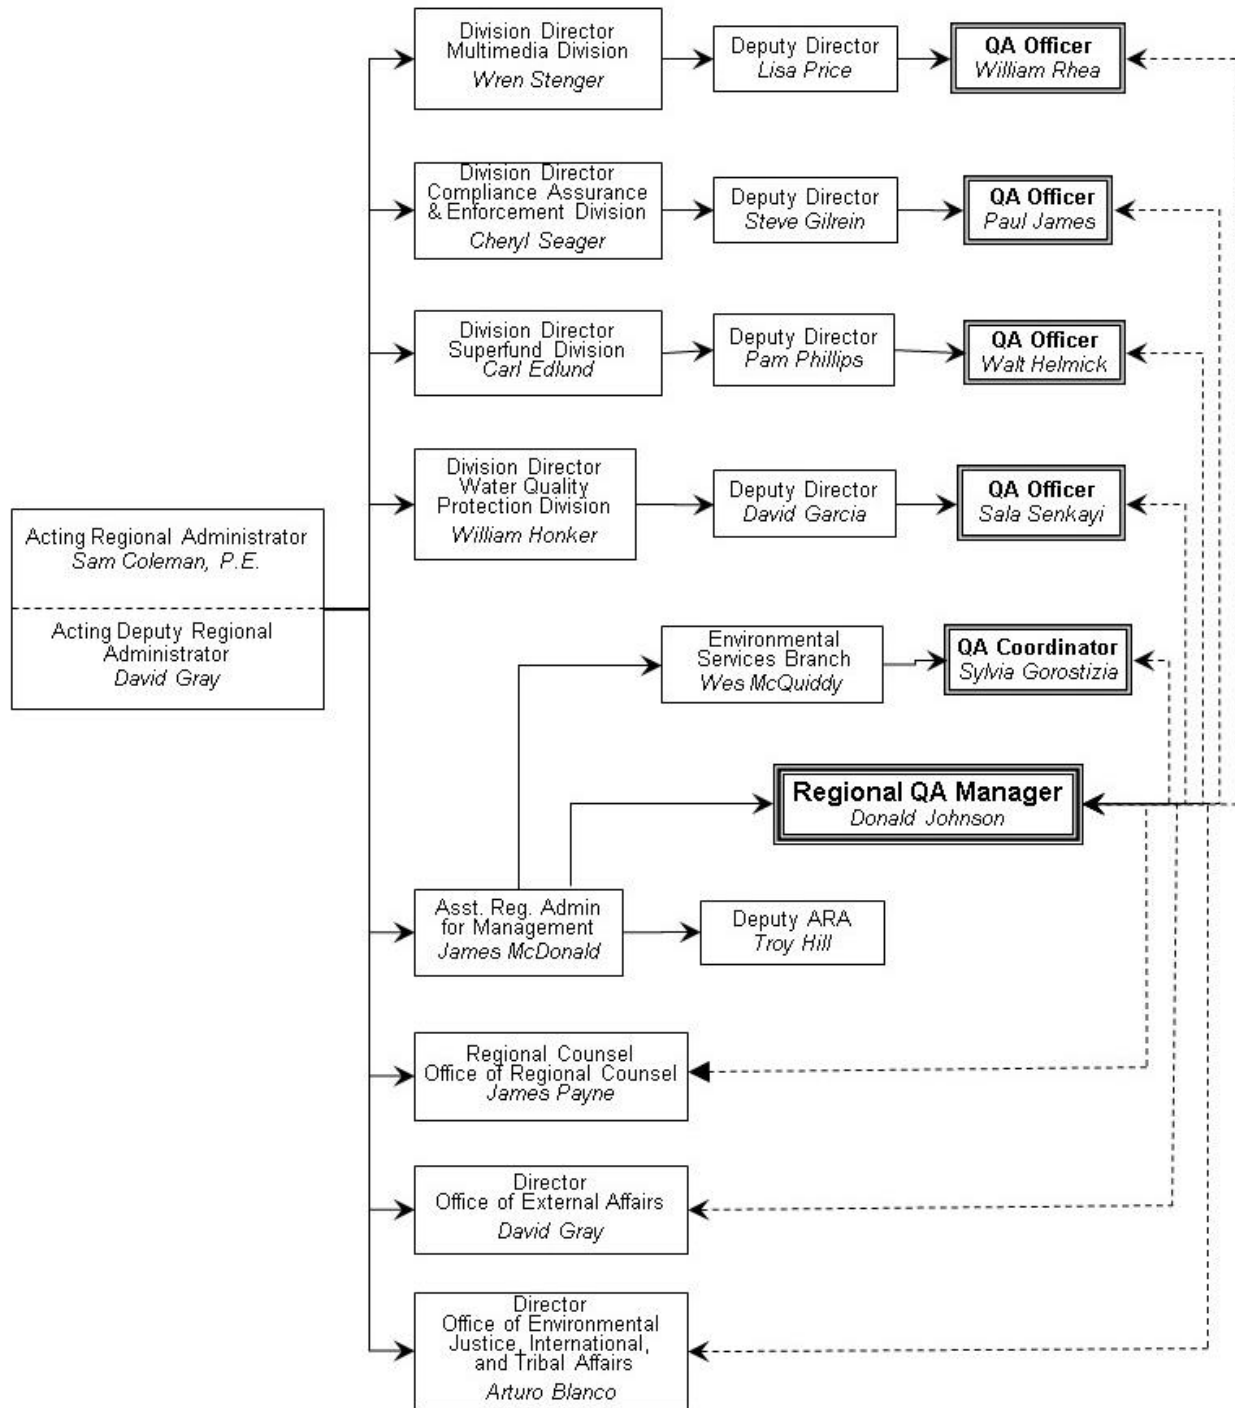 Division Director
Multimedia Division
Wren Stenger
Deputy Director
Lisa Price
QA Officer
William Rhea
Division Director
Compliance Assurance
& Enforcement Division
Cheryl Seager
Deputy Director
Steve Gilrein
QA Officer
Paul James
Division Director
Superfund Division
Carl Edlund
Deputy Director
Pam Phillips
QA Officer
Walt Helmick
Division Director
Water Quality
Protection Division
William Honker
Deputy Director
David Garcia
QA Officer
Sala Senkayi
Acting Regional Administrator
Sam Coleman, P.E.
Acting Deputy Regional
Administrator
David Gray
Environmental
Services Branch
Wes McQuiddy
QA Coordinator
Sylvia Gorostizia
Regional QA Manager
Donald Johnson
Asst. Reg. Admin
for Management
James McDonald
Deputy ARA
Troy Hill
Regional Counsel
Office of Regional Counsel
James Payne
Director
Office of External Affairs
David Gray
Director
Office of Environmental
Justice, International,
and Tribal Affairs
Arturo Blanco